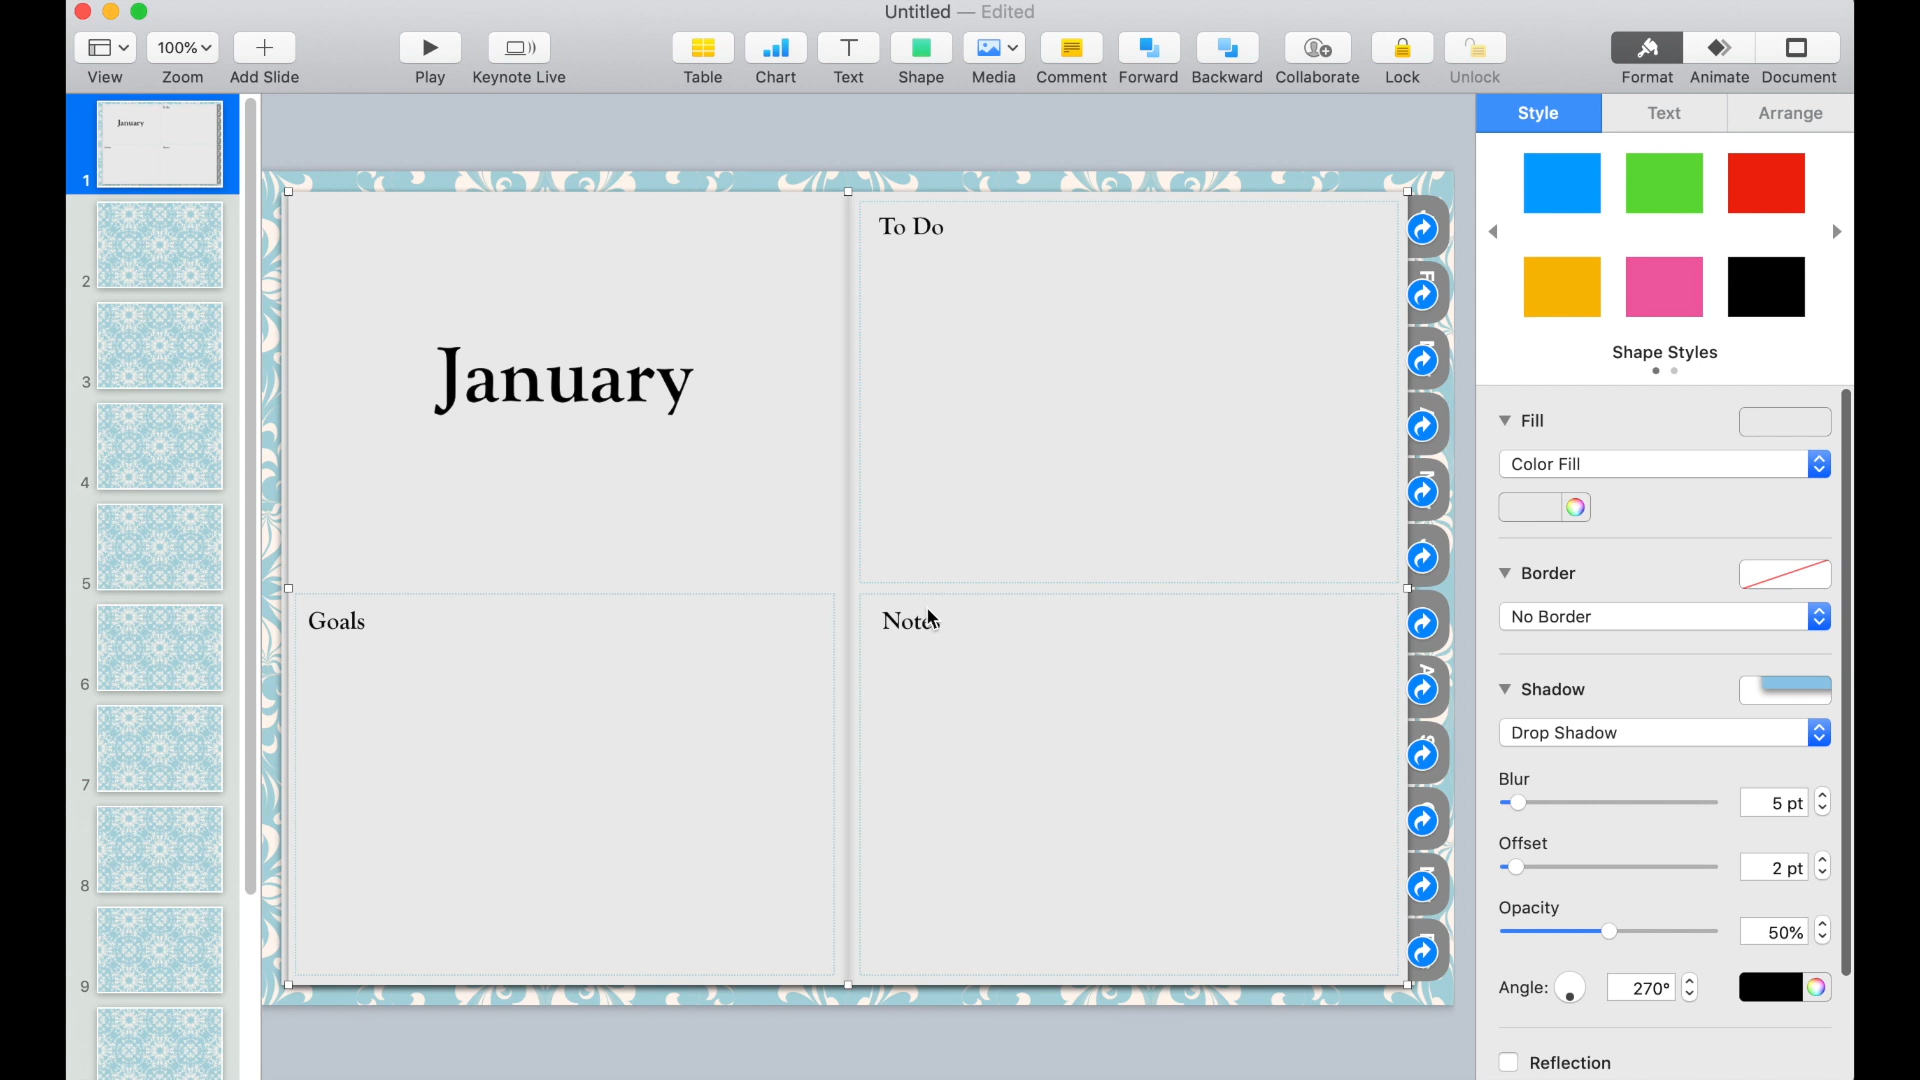 Untitled — Edited
100%
View
Zoom
Add Slide
Play
Keynote Live
Table
Chart
Text
Shape
Media
Comment
Forward
Backward
Collaborate
Lock
Unlock
Format
Animate
Document
Style
Text
Arrange
January
1
2
3
4
5
6
7
8
9
January
To Do
Goals
Notes
Shape Styles
Fill
Color Fill
Border
No Border
Shadow
Drop Shadow
Blur
5 pt
Offset
2 pt
Opacity
50%
Angle:
270°
Reflection